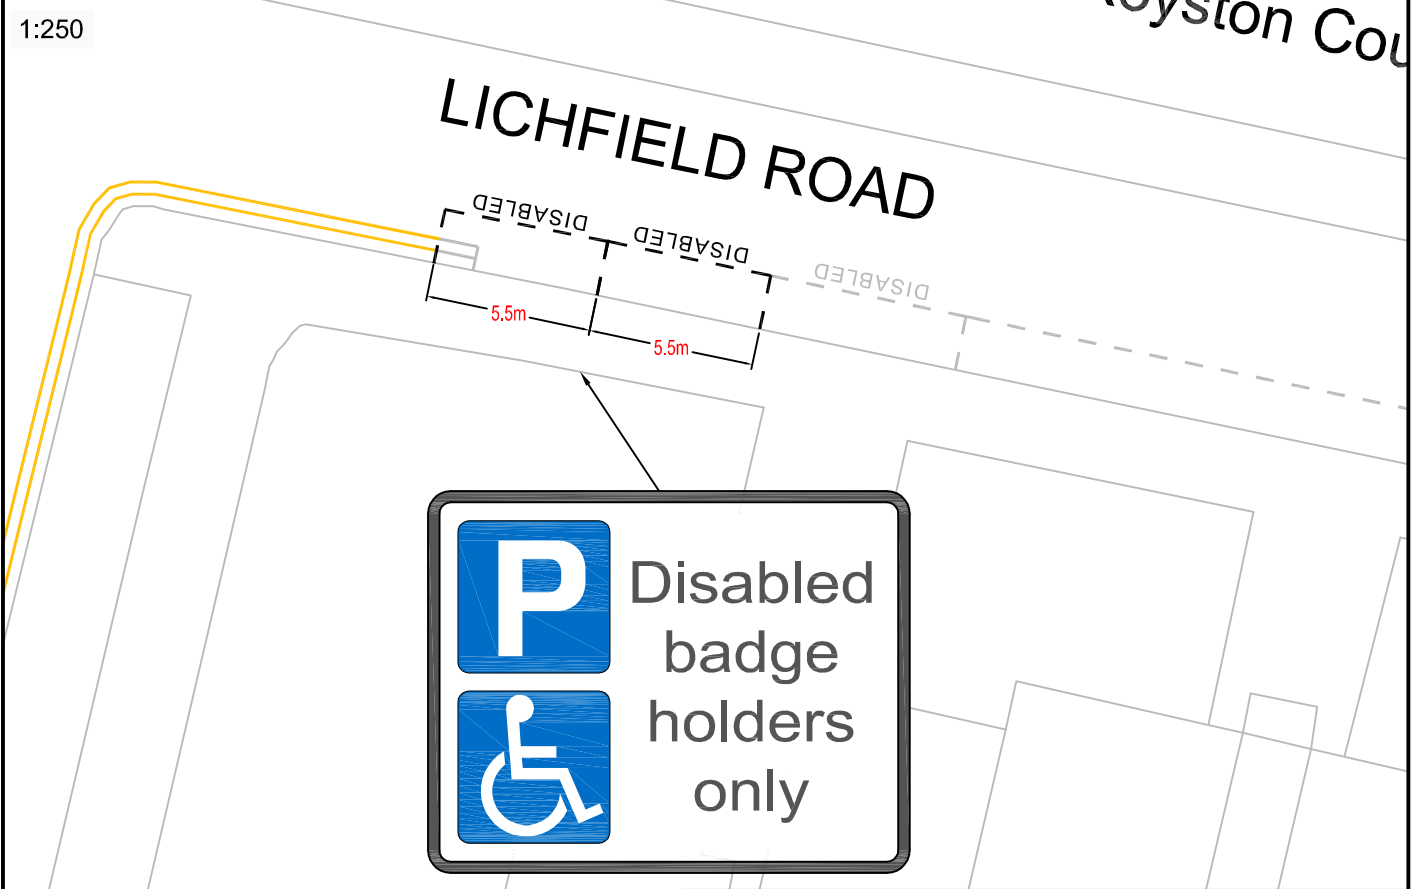 1:250
Royston Cou
LICHFIELD ROAD
DISABLED
DISABLED
DISABLED
5.5m
5.5m
P
Disabled
badge
holders
only